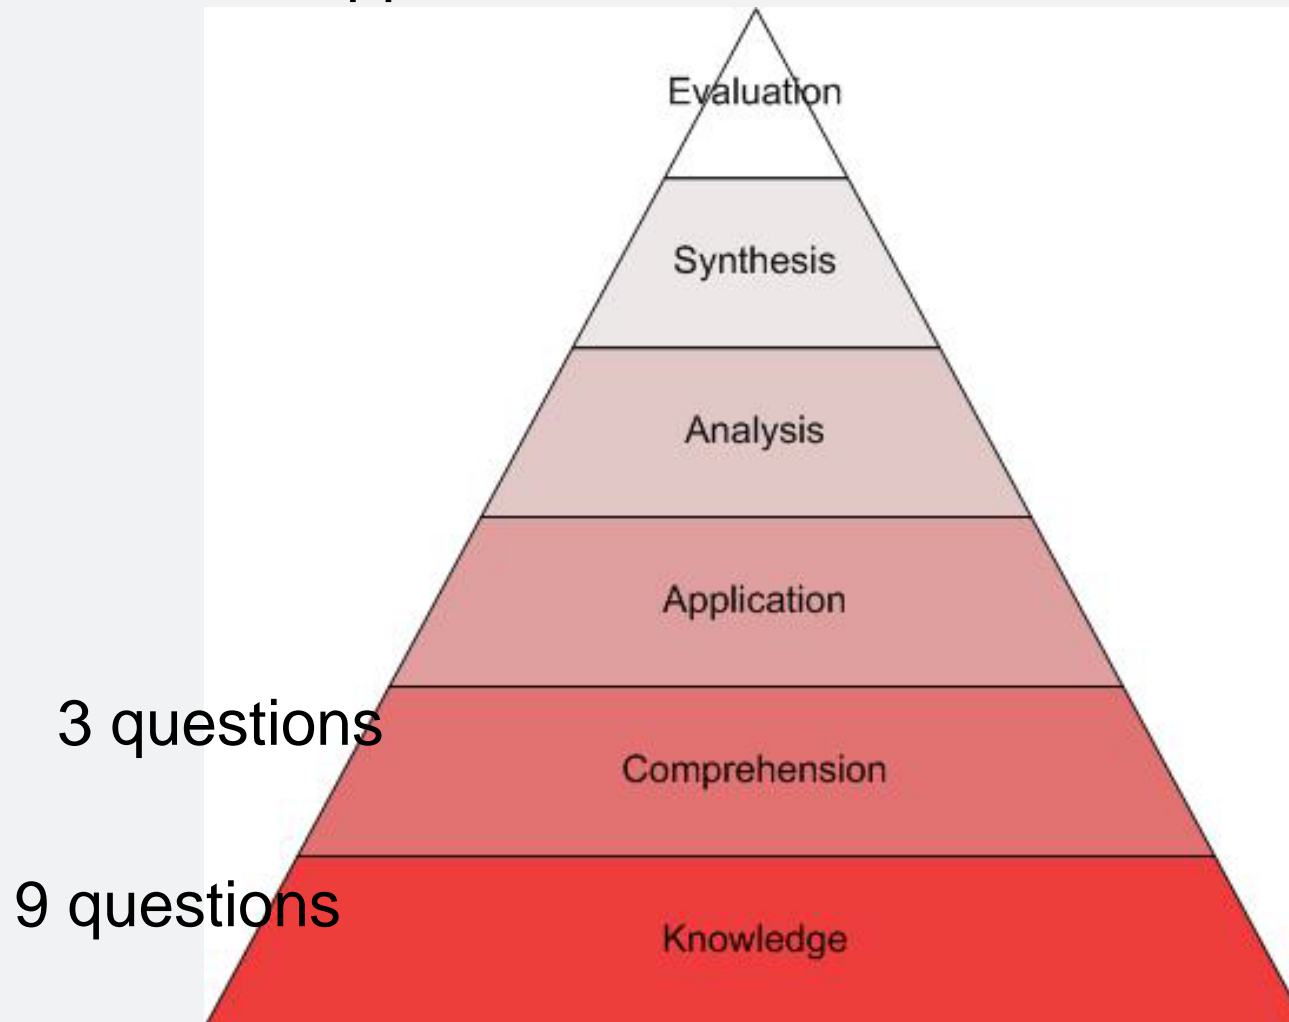 Evaluation
Synthesis
Analysis
Application
3 questions
Comprehension
9 questions
Knowledge